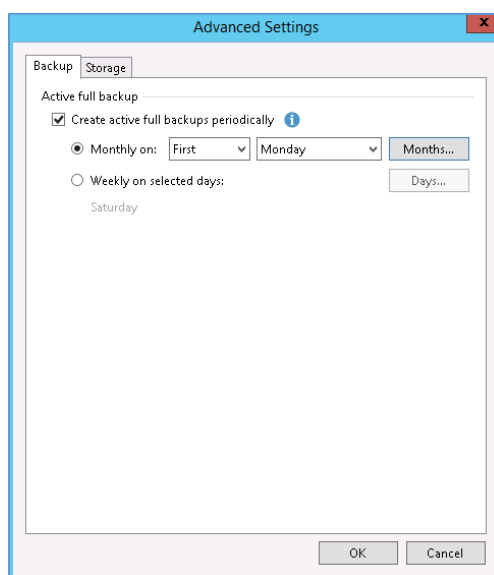 Advanced Settings
x
Backup Storage
Active full backup
Create active full backups periodically i
Monthly on: First Monday Months...
Weekly on selected days: Days...
Saturday
OK Cancel